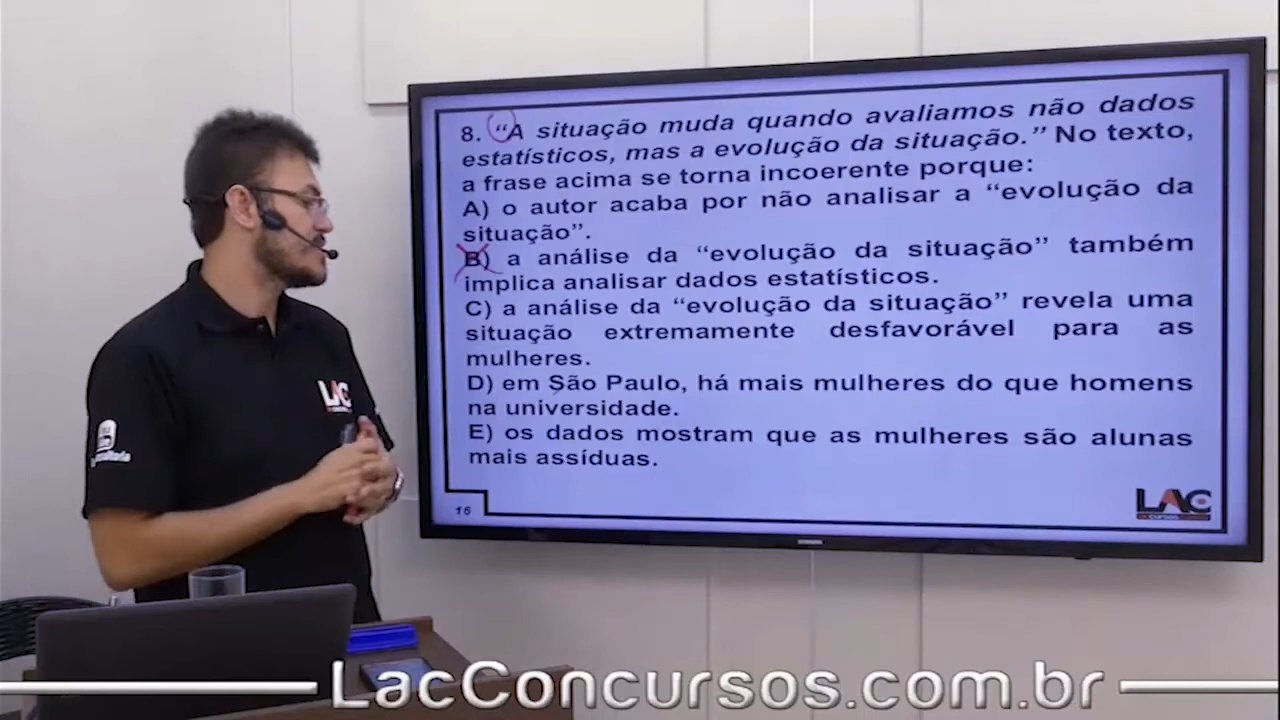 8. “A situação muda quando avaliamos não dados
estatísticos, mas a evolução da situação.” No texto,
a frase acima se torna incoerente porque:
A) o autor acaba por não analisar a “evolução da
situação”.
B) a análise da “evolução da situação” também
implica analisar dados estatísticos.
C) a análise da “evolução da situação” revela uma
situação extremamente desfavorável para as
mulheres.
D) em São Paulo, há mais mulheres do que homens
na universidade.
E) os dados mostram que as mulheres são alunas
mais assíduas.
16
LAC
CURSOS
LAC
LacConcursos.com.br